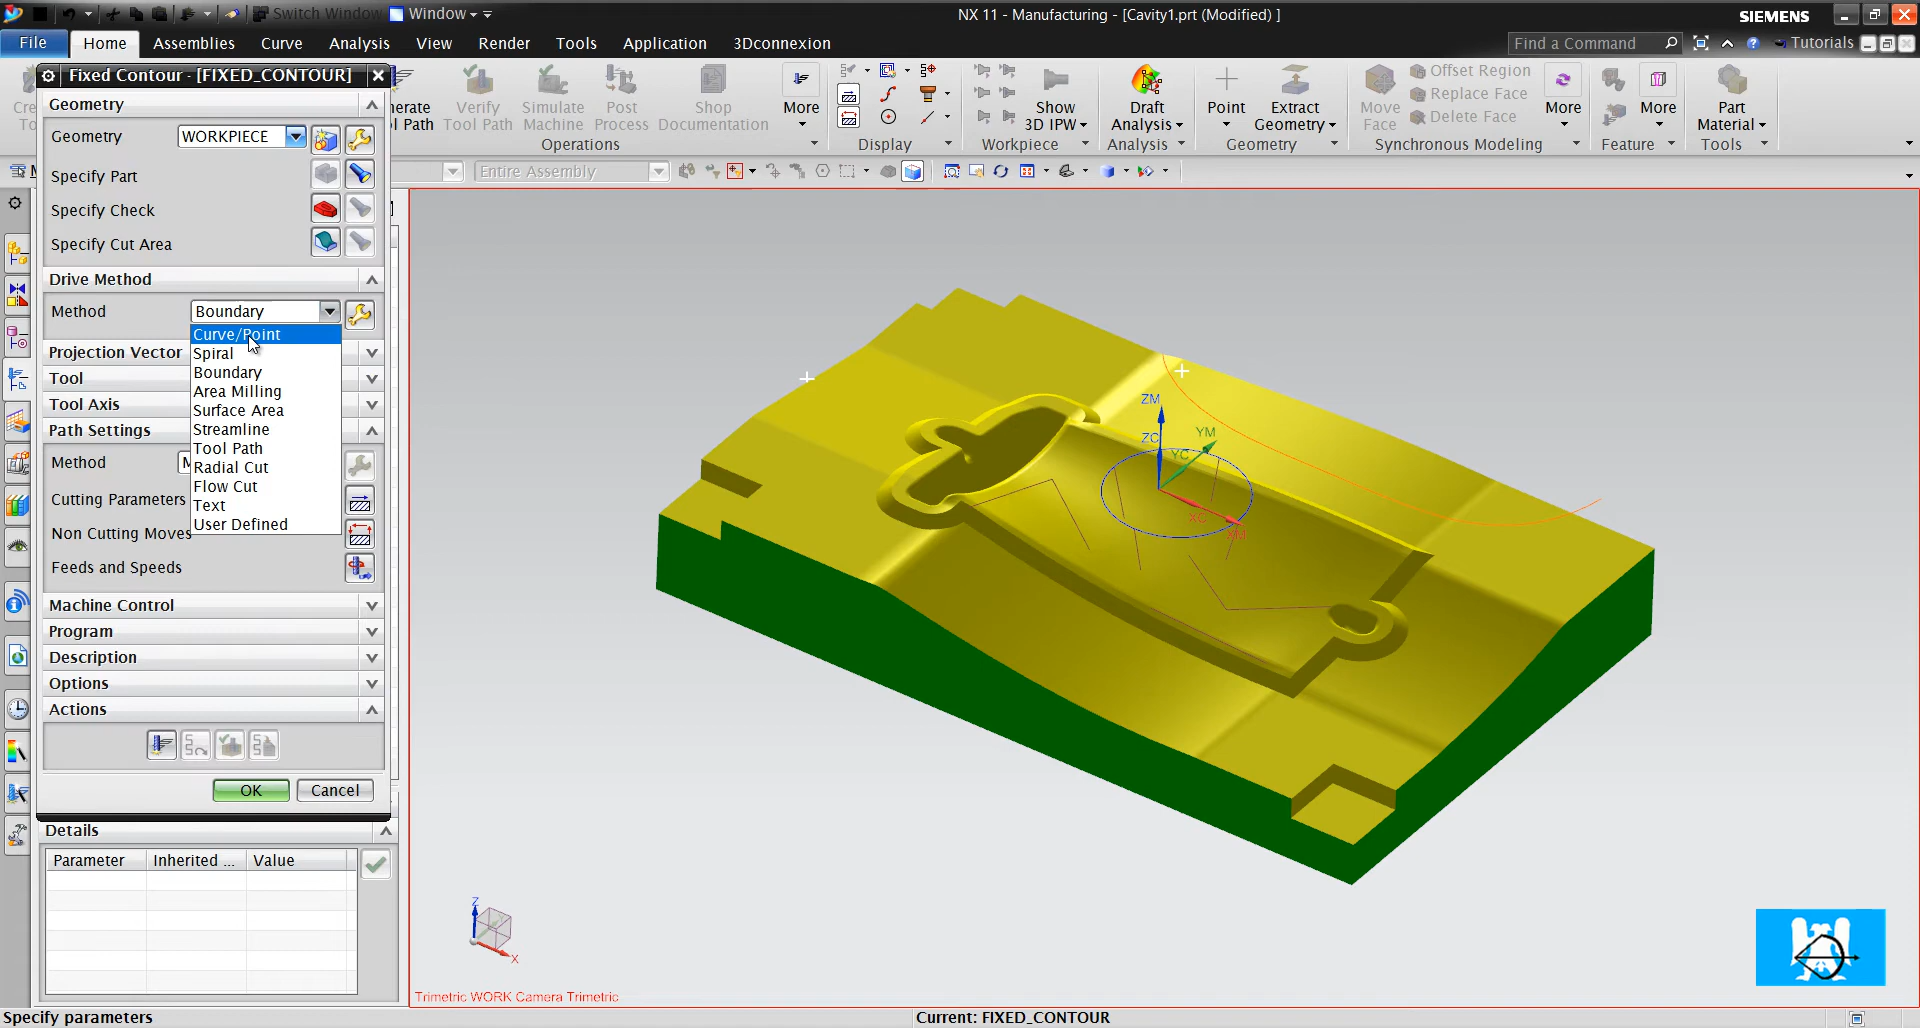 Switch Window Window
NX 11 - Manufacturing - [Cavity1.prt (Modified) ]
SIEMENS
File Home Assemblies Curve Analysis View Render Tools Application 3Dconnexion
Find a Command
Tutorials
Fixed Contour - [FIXED_CONTOUR]
Verify Tool Path
Simulate Machine
Post Process
Shop Documentation
More
Operations
Display
Show 3D IPW
Workpiece
Draft Analysis
Analysis
Point
Extract Geometry
Geometry
Move Face
Offset Region
Replace Face
Delete Face
More
Synchronous Modeling
More
Feature
Part Material
Tools
Entire Assembly
Geometry
Geometry WORKPIECE
Specify Part
Specify Check
Specify Cut Area
Drive Method
Method Boundary
Curve/Point
Spiral
Boundary
Area Milling
Surface Area
Streamline
Tool Path
Radial Cut
Flow Cut
Text
User Defined
Projection Vector
Tool
Tool Axis
Path Settings
Method
Cutting Parameters
Non Cutting Moves
Feeds and Speeds
Machine Control
Program
Description
Options
Actions
OK Cancel
Details
Parameter Inherited ... Value
ZM
ZC
YM
YC
XC
XM
Z
X
Trimetric WORK Camera Trimetric
Specify parameters
Current: FIXED_CONTOUR